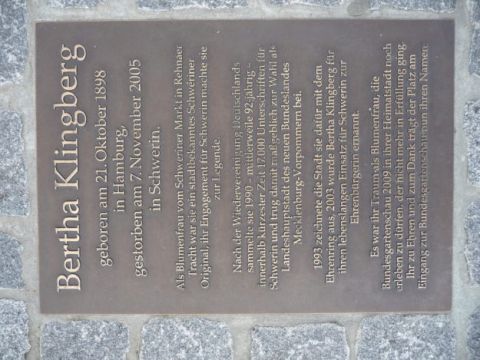 Bertha Klingberg
geboren am 21. Oktober 1898
in Hamburg,
gestorben am 7. November 2005
in Schwerin.
Als Blumenfrau vom Schweriner Markt in Rehnaer
Tracht war sie ein stadtbekanntes Schweriner
Original, ihr Engagement für Schwerin machte sie
zur Legende.
Nach der Wiedervereinigung Deutschlands
sammelte sie 1990 - mittlerweile 92-jährig -
innerhalb kürzester Zeit 17.000 Unterschriften für
Schwerin und trug damit maßgeblich zur Wahl als
Landeshauptstadt des neuen Bundeslandes
Mecklenburg-Vorpommern bei.
1993 zeichnete die Stadt sie dafür mit dem
Ehrenring aus, 2003 wurde Bertha Klingberg für
ihren lebenslangen Einsatz für Schwerin zur
Ehrenbürgerin ernannt.
Es war ihr Traum als Blumenfrau, die
Bundesgartenschau 2009 in ihrer Heimatstadt noch
erleben zu dürfen, der nicht mehr in Erfüllung ging.
Ihr zu Ehren und zum Dank trägt der Platz am
Eingang zur Bundesgartenschau nun ihren Namen.